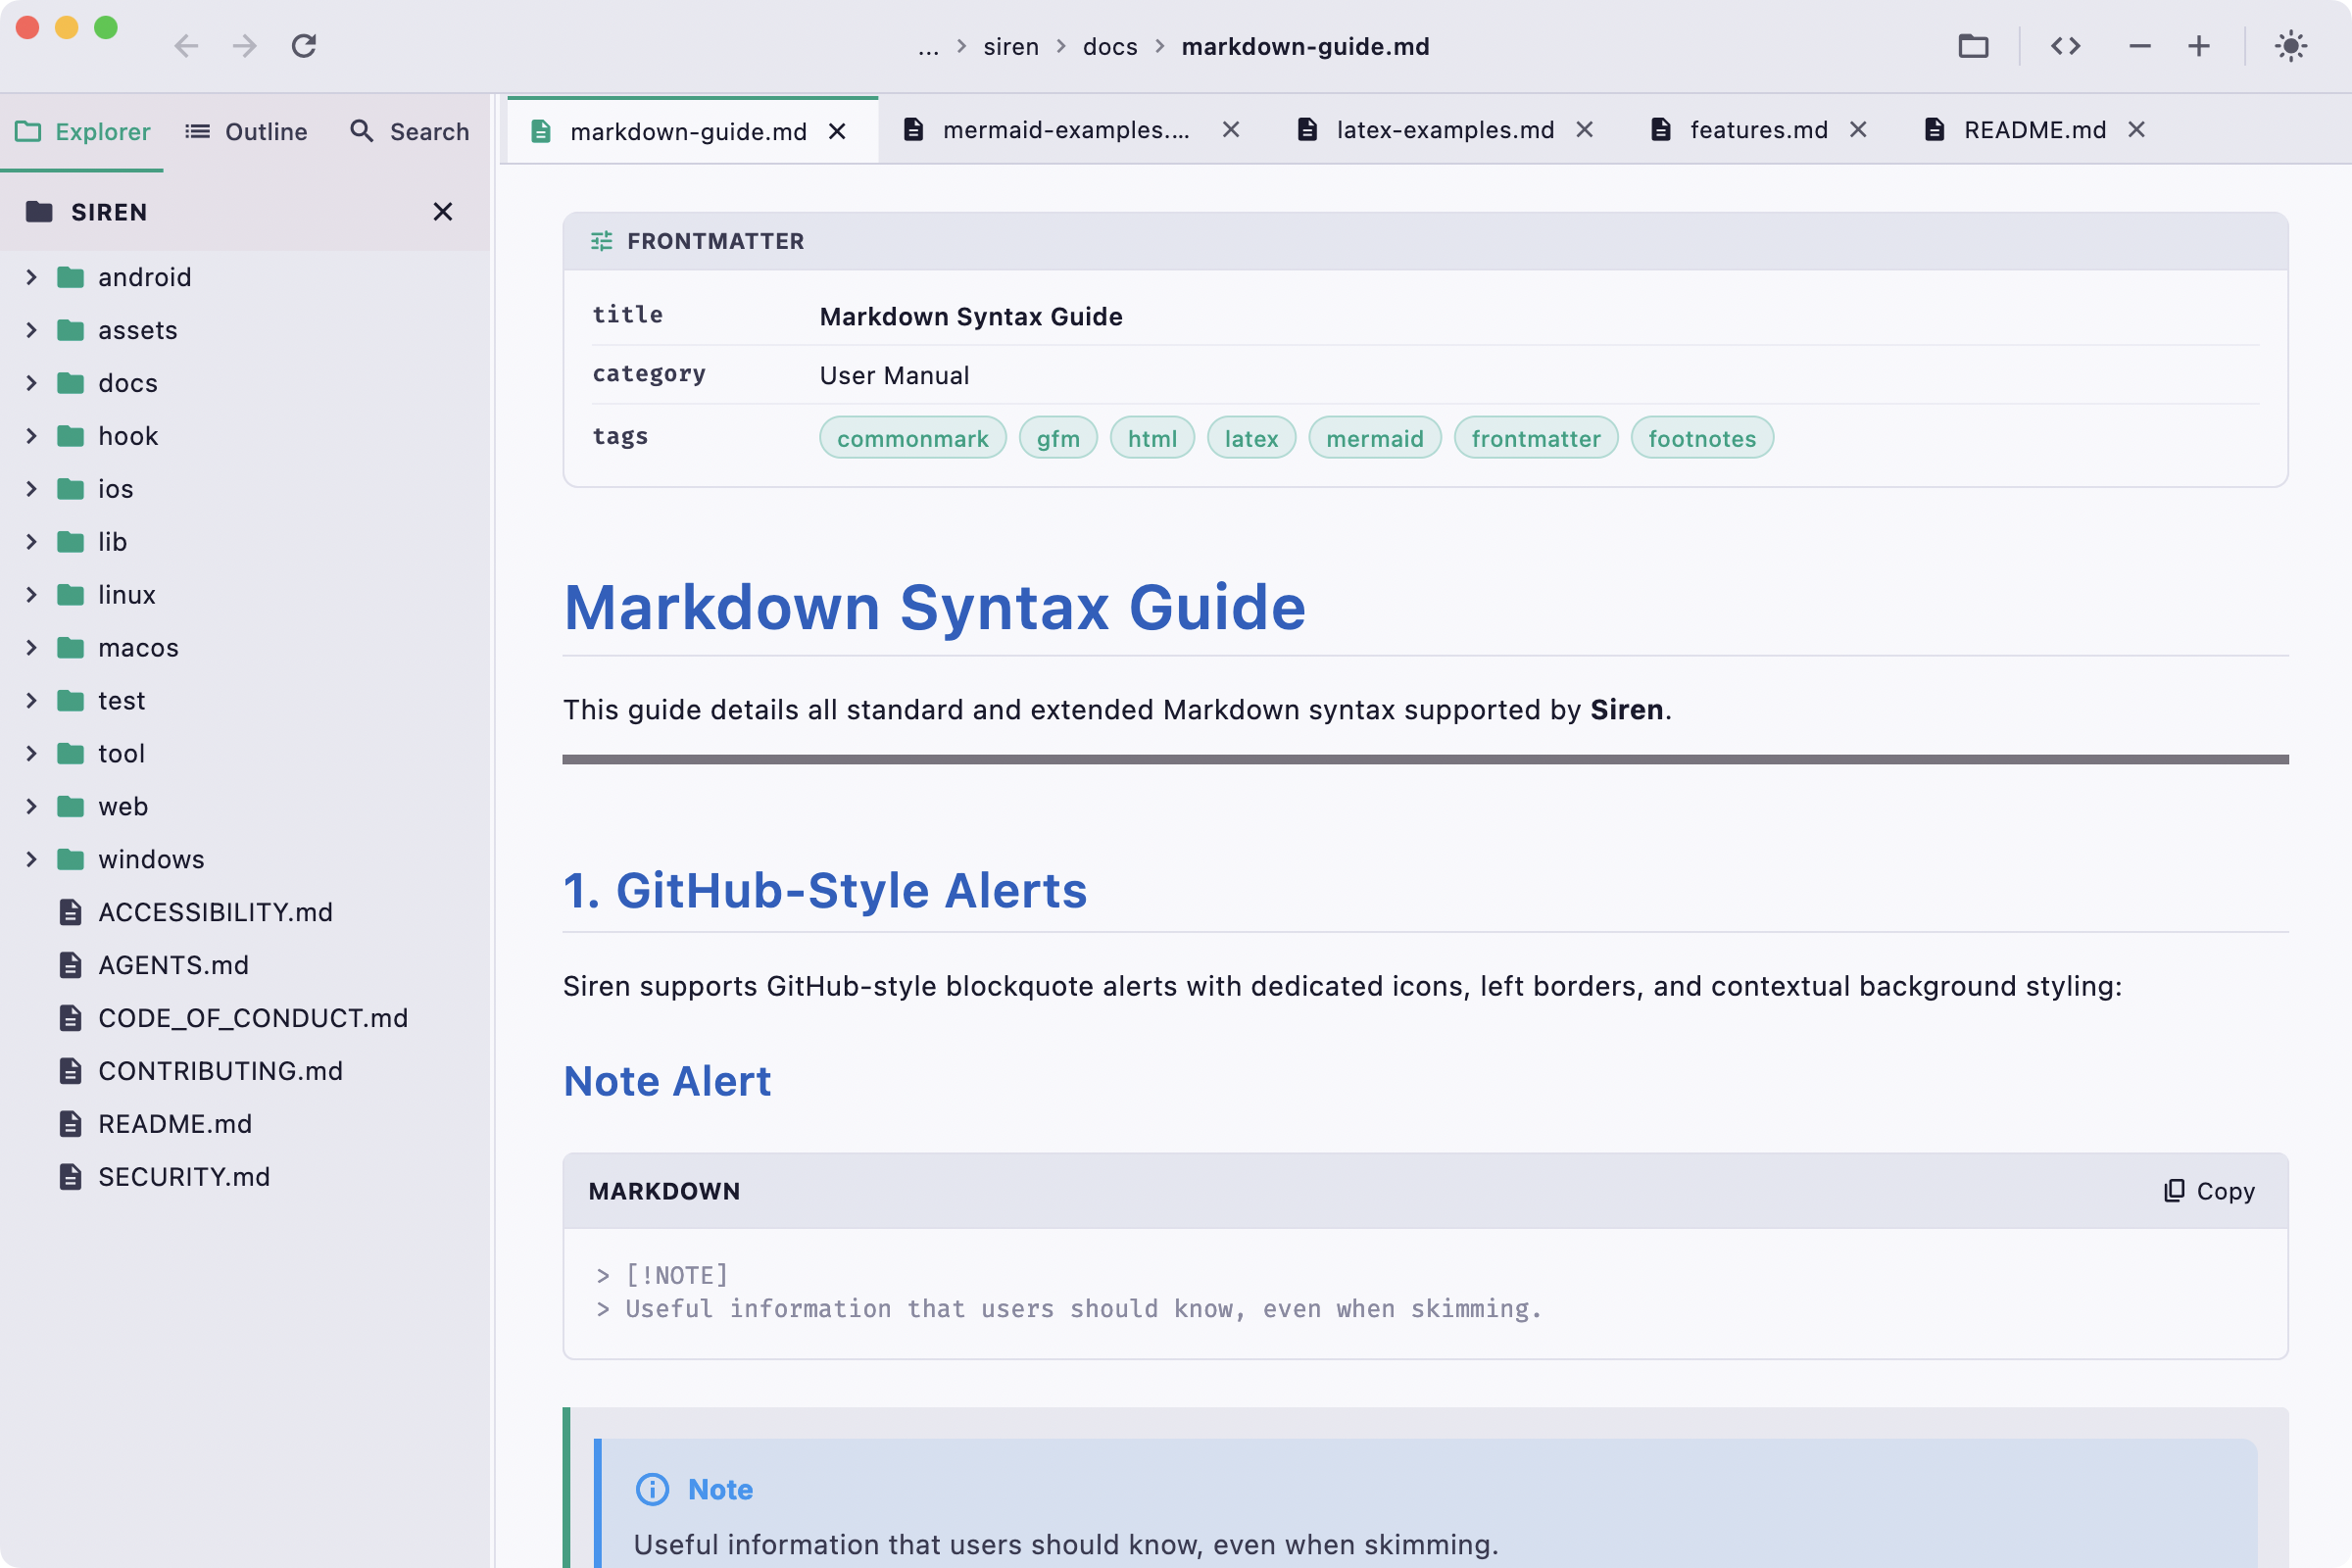 ... > siren > docs > markdown-guide.md
Explorer Outline Search
SIREN
android
assets
docs
hook
ios
lib
linux
macos
test
tool
web
windows
ACCESSIBILITY.md
AGENTS.md
CODE_OF_CONDUCT.md
CONTRIBUTING.md
README.md
SECURITY.md
markdown-guide.md mermaid-examples.... latex-examples.md features.md README.md
FRONTMATTER
title Markdown Syntax Guide
category User Manual
tags commonmark gfm html latex mermaid frontmatter footnotes
Markdown Syntax Guide
This guide details all standard and extended Markdown syntax supported by Siren.
1. GitHub-Style Alerts
Siren supports GitHub-style blockquote alerts with dedicated icons, left borders, and contextual background styling:
Note Alert
MARKDOWN Copy
> [!NOTE]
> Useful information that users should know, even when skimming.
Note
Useful information that users should know, even when skimming.